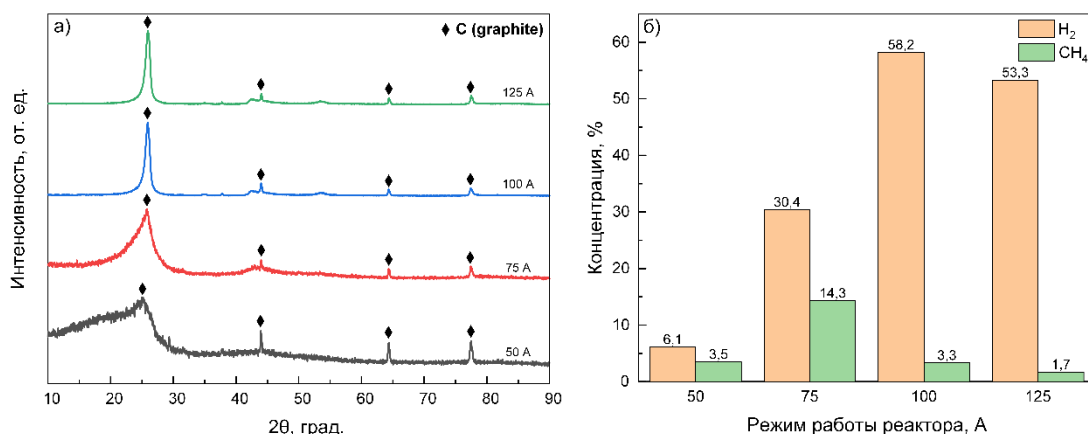 а)
♦ C (graphite)
125 A
100 A
75 A
50 A
Интенсивность, от. ед.
10 20 30 40 50 60 70 80 90
2θ, град.
б)
H₂
CH₄
60
50
40
30
20
10
0
Концентрация, %
6,1 3,5 30,4 14,3 58,2 3,3 53,3 1,7
50 75 100 125
Режим работы реактора, А